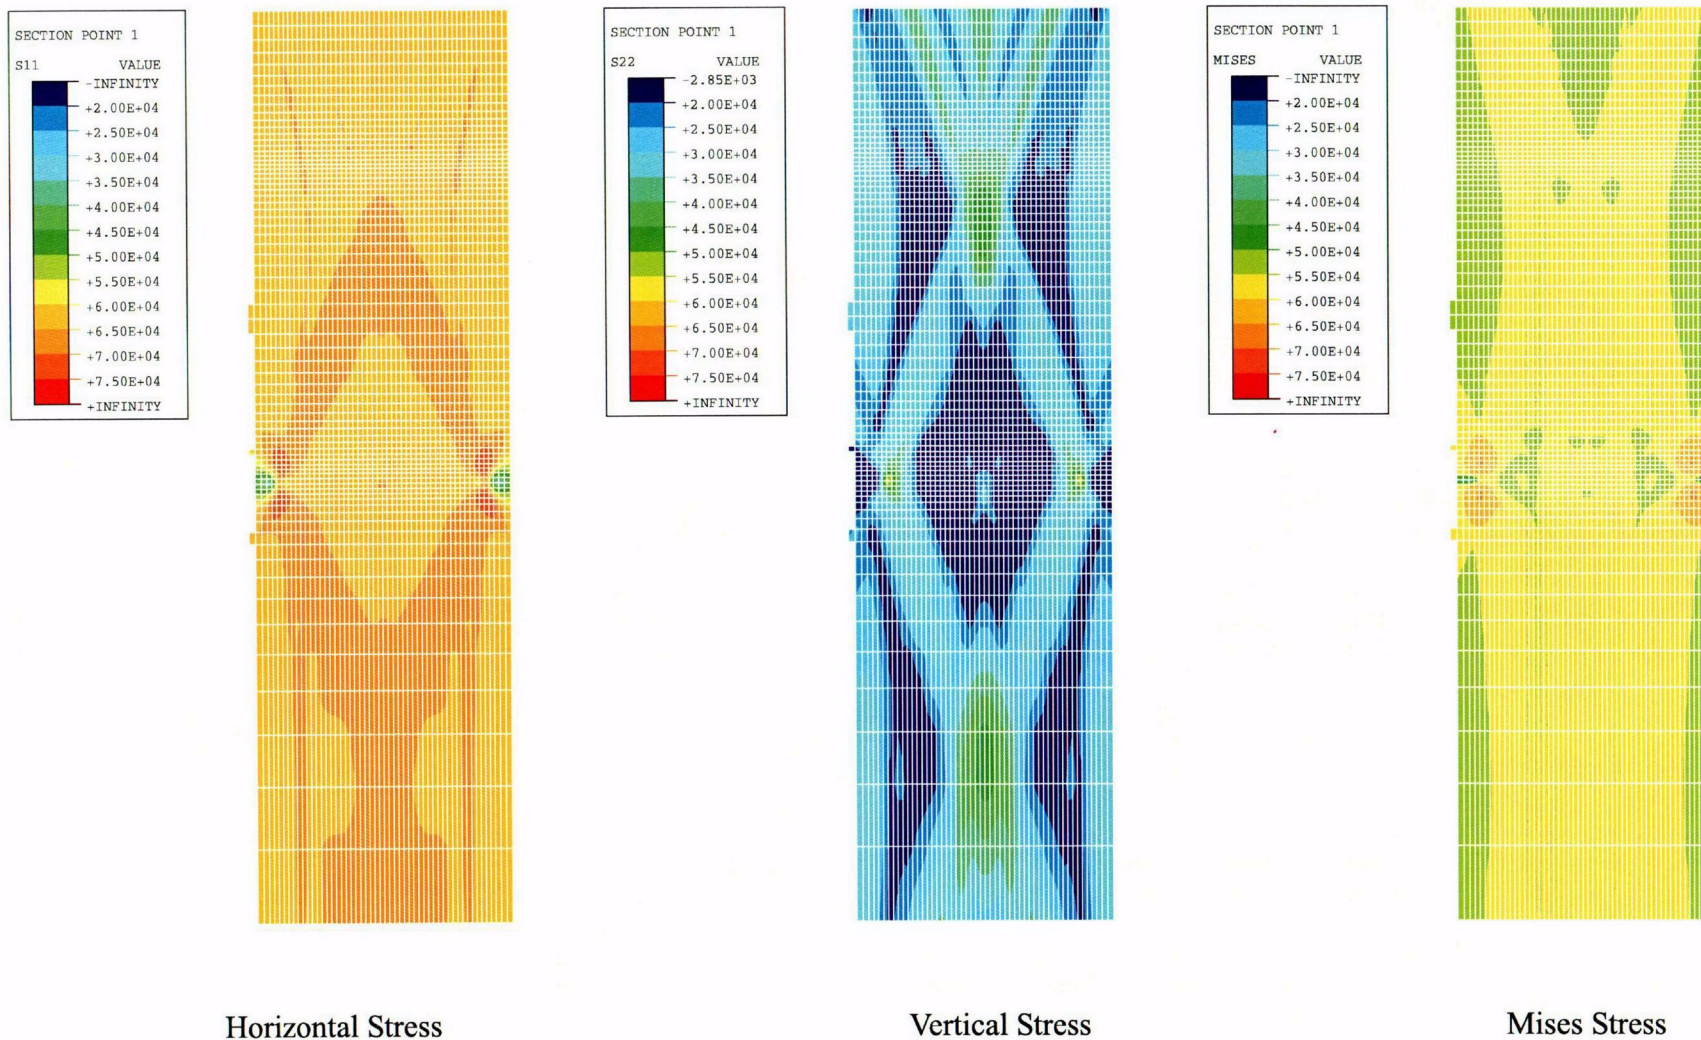 SECTION POINT 1
S11 VALUE
-INFINITY
+2.00E+04
+2.50E+04
+3.00E+04
+3.50E+04
+4.00E+04
+4.50E+04
+5.00E+04
+5.50E+04
+6.00E+04
+6.50E+04
+7.00E+04
+7.50E+04
+INFINITY
SECTION POINT 1
S22 VALUE
-2.85E+03
+2.00E+04
+2.50E+04
+3.00E+04
+3.50E+04
+4.00E+04
+4.50E+04
+5.00E+04
+5.50E+04
+6.00E+04
+6.50E+04
+7.00E+04
+7.50E+04
+INFINITY
SECTION POINT 1
MISES VALUE
-INFINITY
+2.00E+04
+2.50E+04
+3.00E+04
+3.50E+04
+4.00E+04
+4.50E+04
+5.00E+04
+5.50E+04
+6.00E+04
+6.50E+04
+7.00E+04
+7.50E+04
+INFINITY
Horizontal Stress
Vertical Stress
Mises Stress